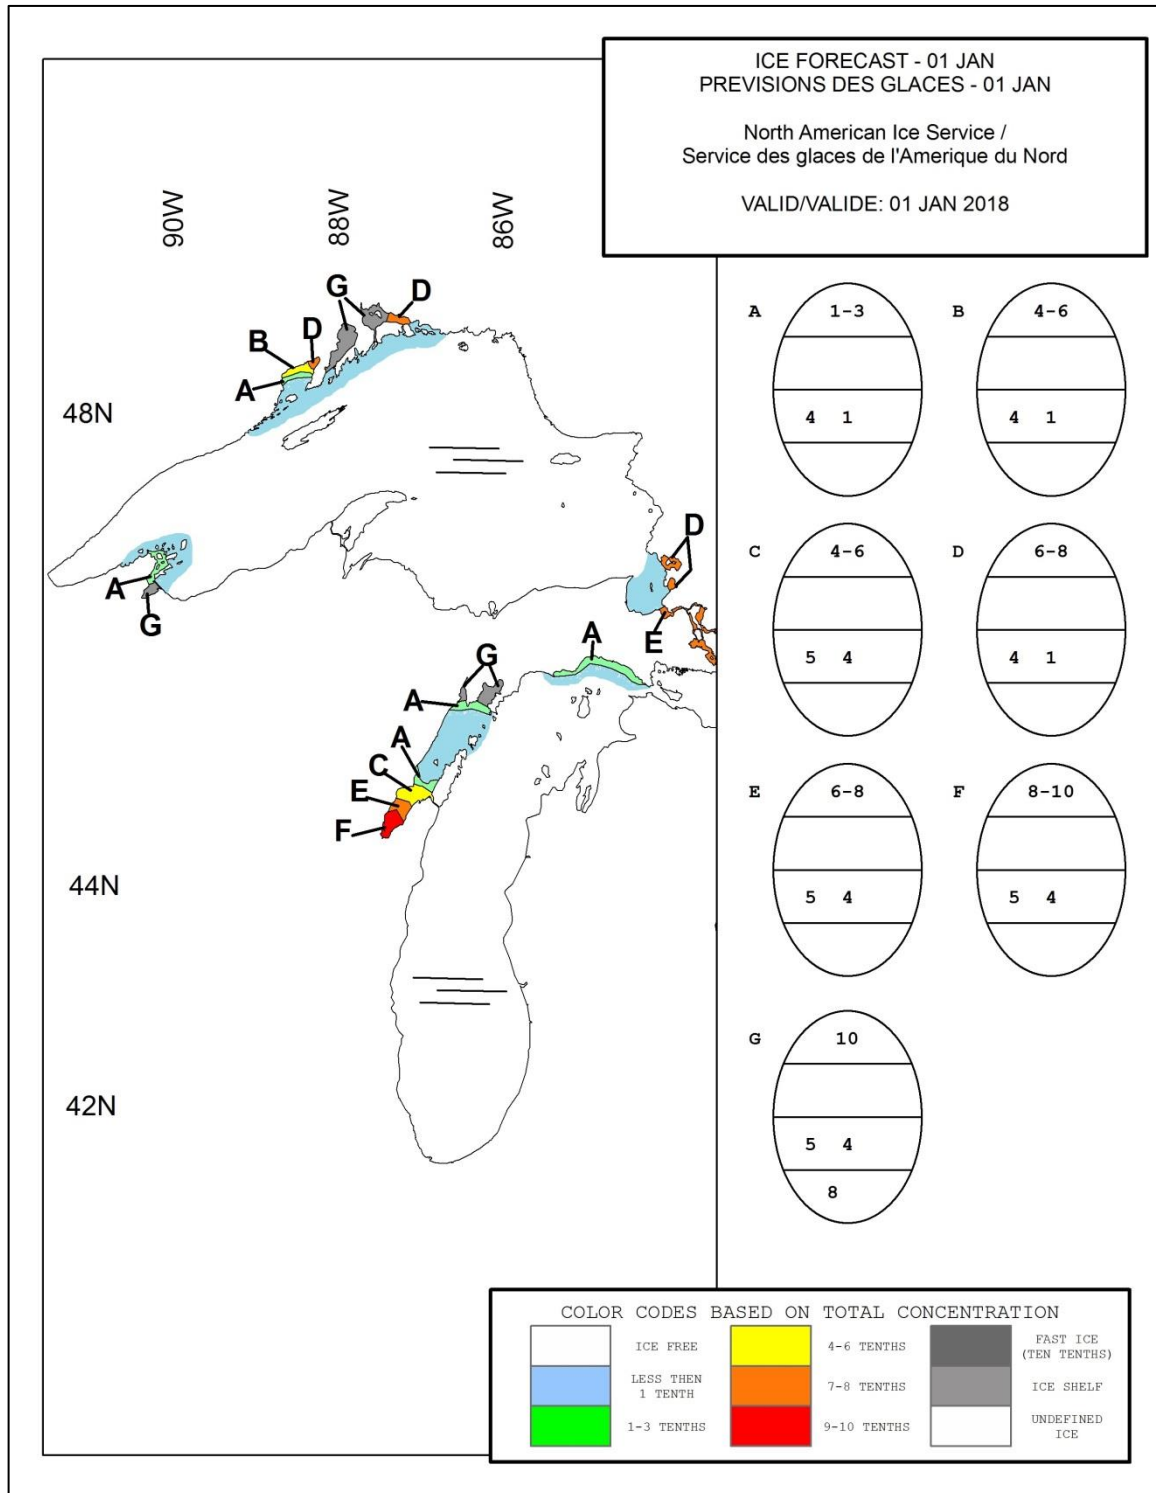 ICE FORECAST - 01 JAN
PREVISIONS DES GLACES - 01 JAN
North American Ice Service /
Service des glaces de l'Amerique du Nord
VALID/VALIDE: 01 JAN 2018
90W
88W
86W
G
D
B
D
A
48N
D
A
G
E
A
G
A
A
C
E
F
44N
42N
A
1-3
4 1
B
4-6
4 1
C
4-6
5 4
D
6-8
4 1
E
6-8
5 4
F
8-10
5 4
G
10
5 4
8
COLOR CODES BASED ON TOTAL CONCENTRATION
ICE FREE
LESS THEN
1 TENTH
1-3 TENTHS
4-6 TENTHS
7-8 TENTHS
9-10 TENTHS
FAST ICE
(TEN TENTHS)
ICE SHELF
UNDEFINED
ICE